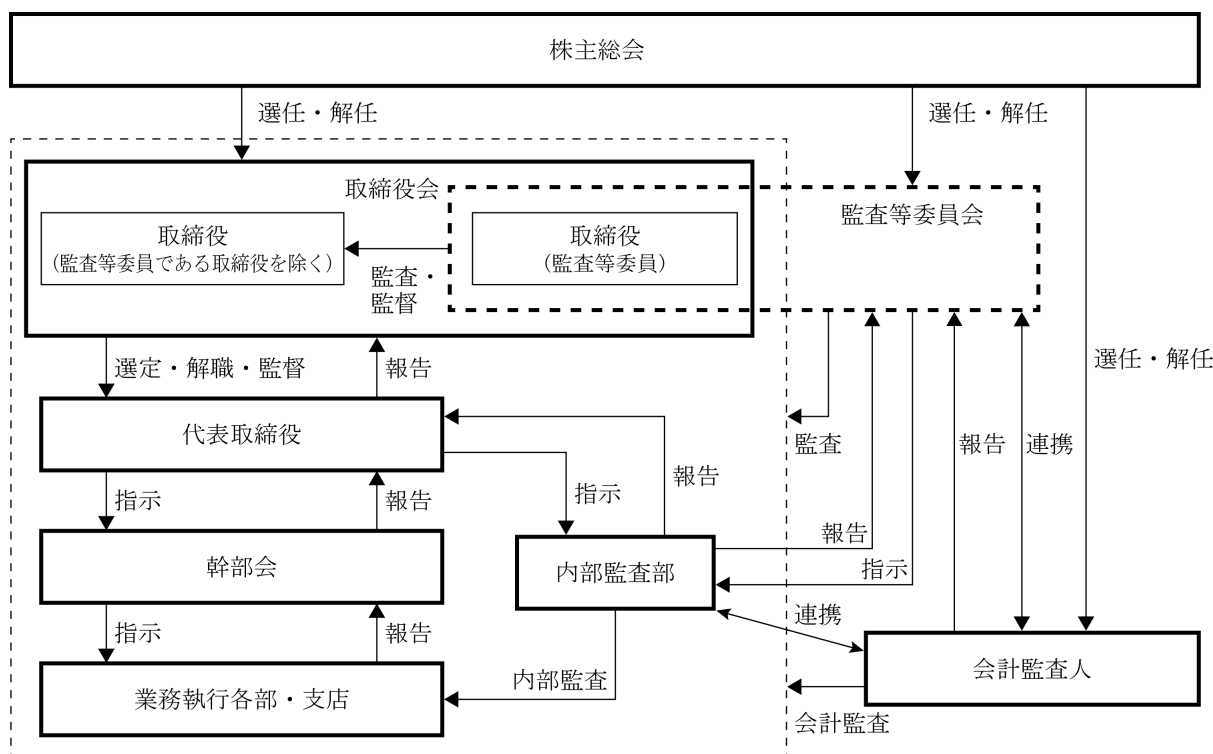 株主総会
選任・解任
選任・解任
取締役会
監査等委員会
取締役
（監査等委員である取締役を除く）
取締役
（監査等委員）
監査・
監督
選任・解任
選定・解職・監督
報告
代表取締役
監査
報告
連携
報告
指示
指示
報告
報告
幹部会
内部監査部
指示
指示
報告
連携
会計監査人
内部監査
業務執行各部・支店
会計監査